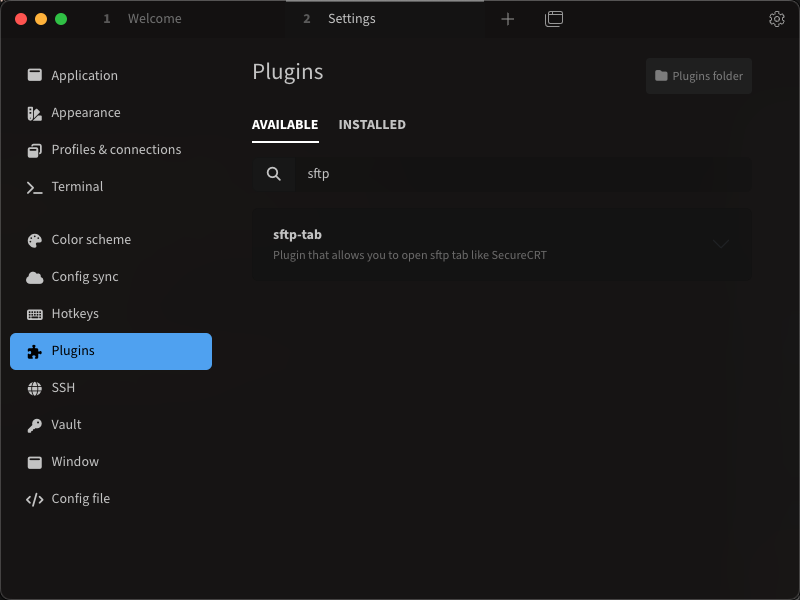 1 Welcome
2 Settings
Application
Appearance
Profiles & connections
Terminal
Color scheme
Config sync
Hotkeys
Plugins
SSH
Vault
Window
Config file
Plugins
Plugins folder
AVAILABLE INSTALLED
sftp
sftp-tab
Plugin that allows you to open sftp tab like SecureCRT